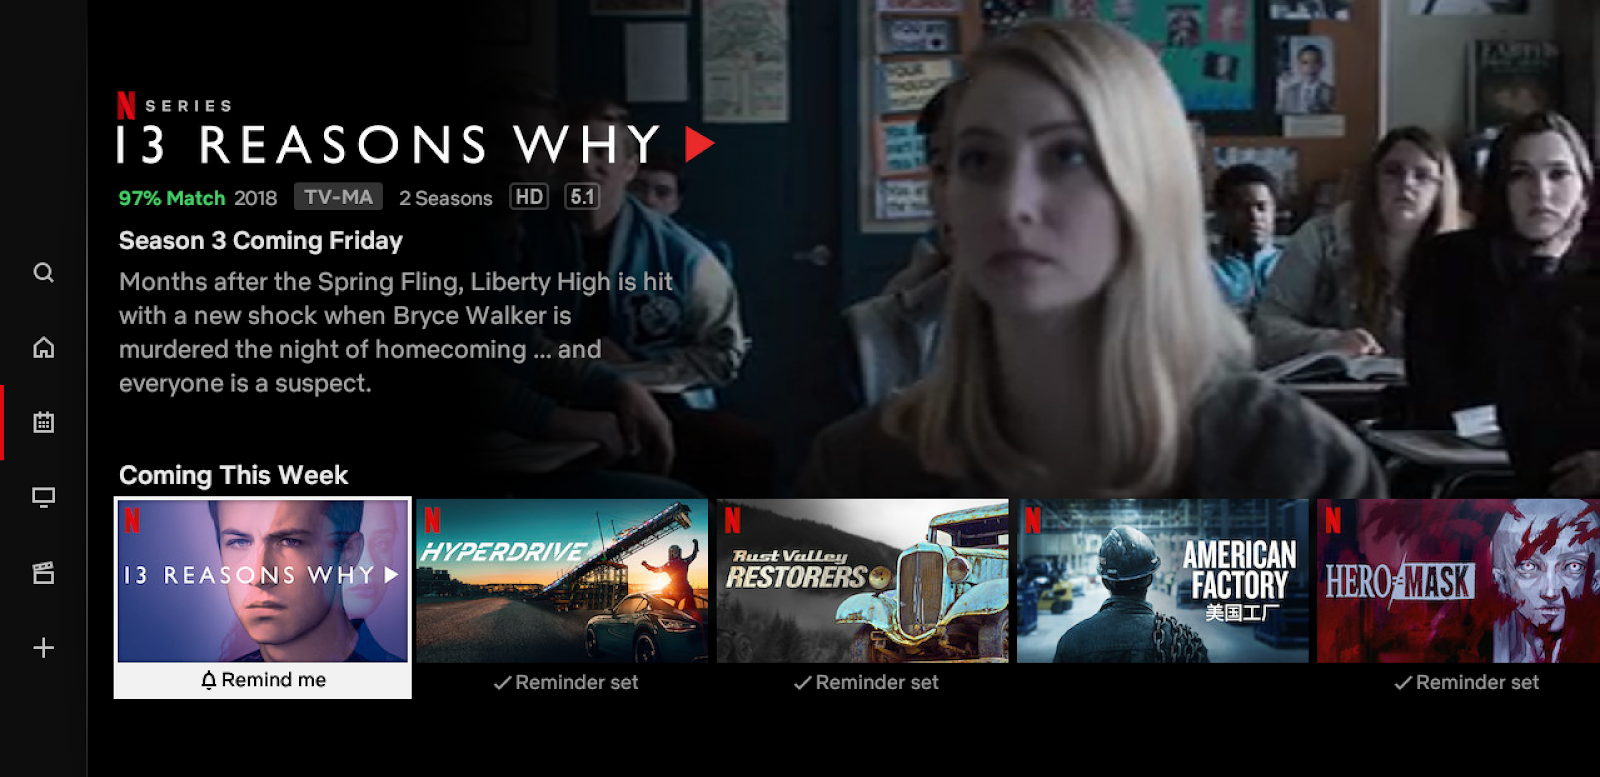 N SERIES
13 REASONS WHY
97% Match 2018 TV-MA 2 Seasons HD 5.1
Season 3 Coming Friday
Months after the Spring Fling, Liberty High is hit
with a new shock when Bryce Walker is
murdered the night of homecoming ... and
everyone is a suspect.
Coming This Week
N
13 REASONS WHY
Remind me
N
HYPERDRIVE
Reminder set
N
Rust Valley
RESTORERS
Reminder set
N
AMERICAN
FACTORY
美国工厂
N
HERO MASK
Reminder set